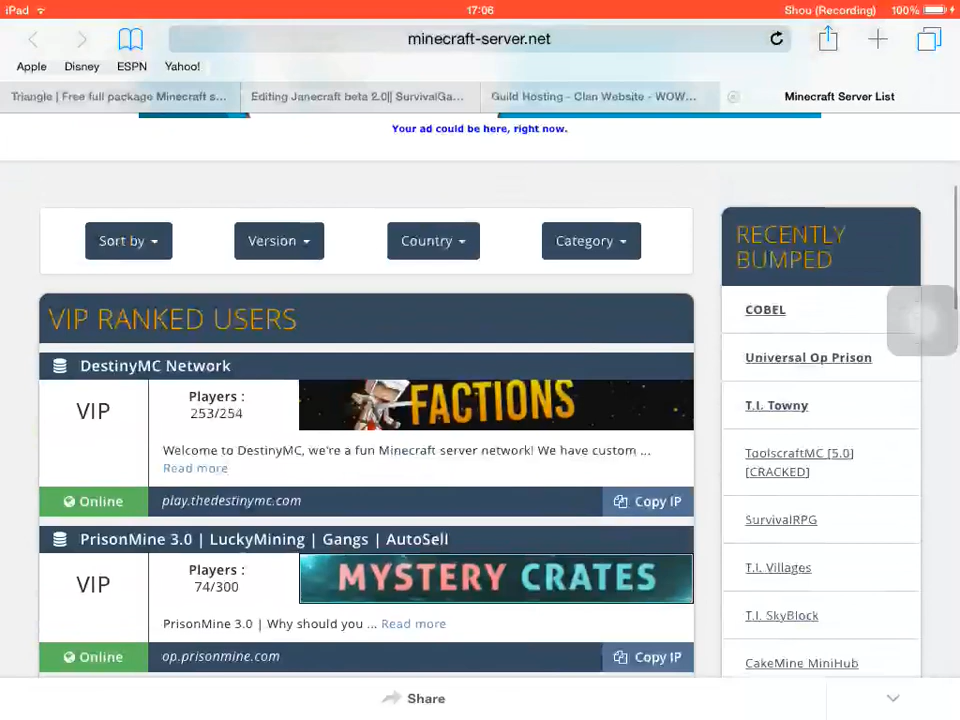 iPad 17:06 Shou (Recording) 100%
minecraft-server.net
Apple Disney ESPN Yahoo!
Triangle | Free full package Minecraft s... Editing Janecraft beta 2.0|| SurvivalGa... Guild Hosting - Clan Website - WOW... Minecraft Server List
Your ad could be here, right now.
Sort by Version Country Category
VIP RANKED USERS
DestinyMC Network
VIP
Players :
253/254
FACTIONS
Welcome to DestinyMC, we're a fun Minecraft server network! We have custom ...
Read more
Online play.thedestinymc.com Copy IP
PrisonMine 3.0 | LuckyMining | Gangs | AutoSell
VIP
Players :
74/300
MYSTERY CRATES
PrisonMine 3.0 | Why should you ... Read more
Online op.prisonmine.com Copy IP
RECENTLY
BUMPED
COBEL
Universal Op Prison
T.I. Towny
ToolscraftMC [5.0]
[CRACKED]
SurvivalRPG
T.I. Villages
T.I. SkyBlock
CakeMine MiniHub
Share